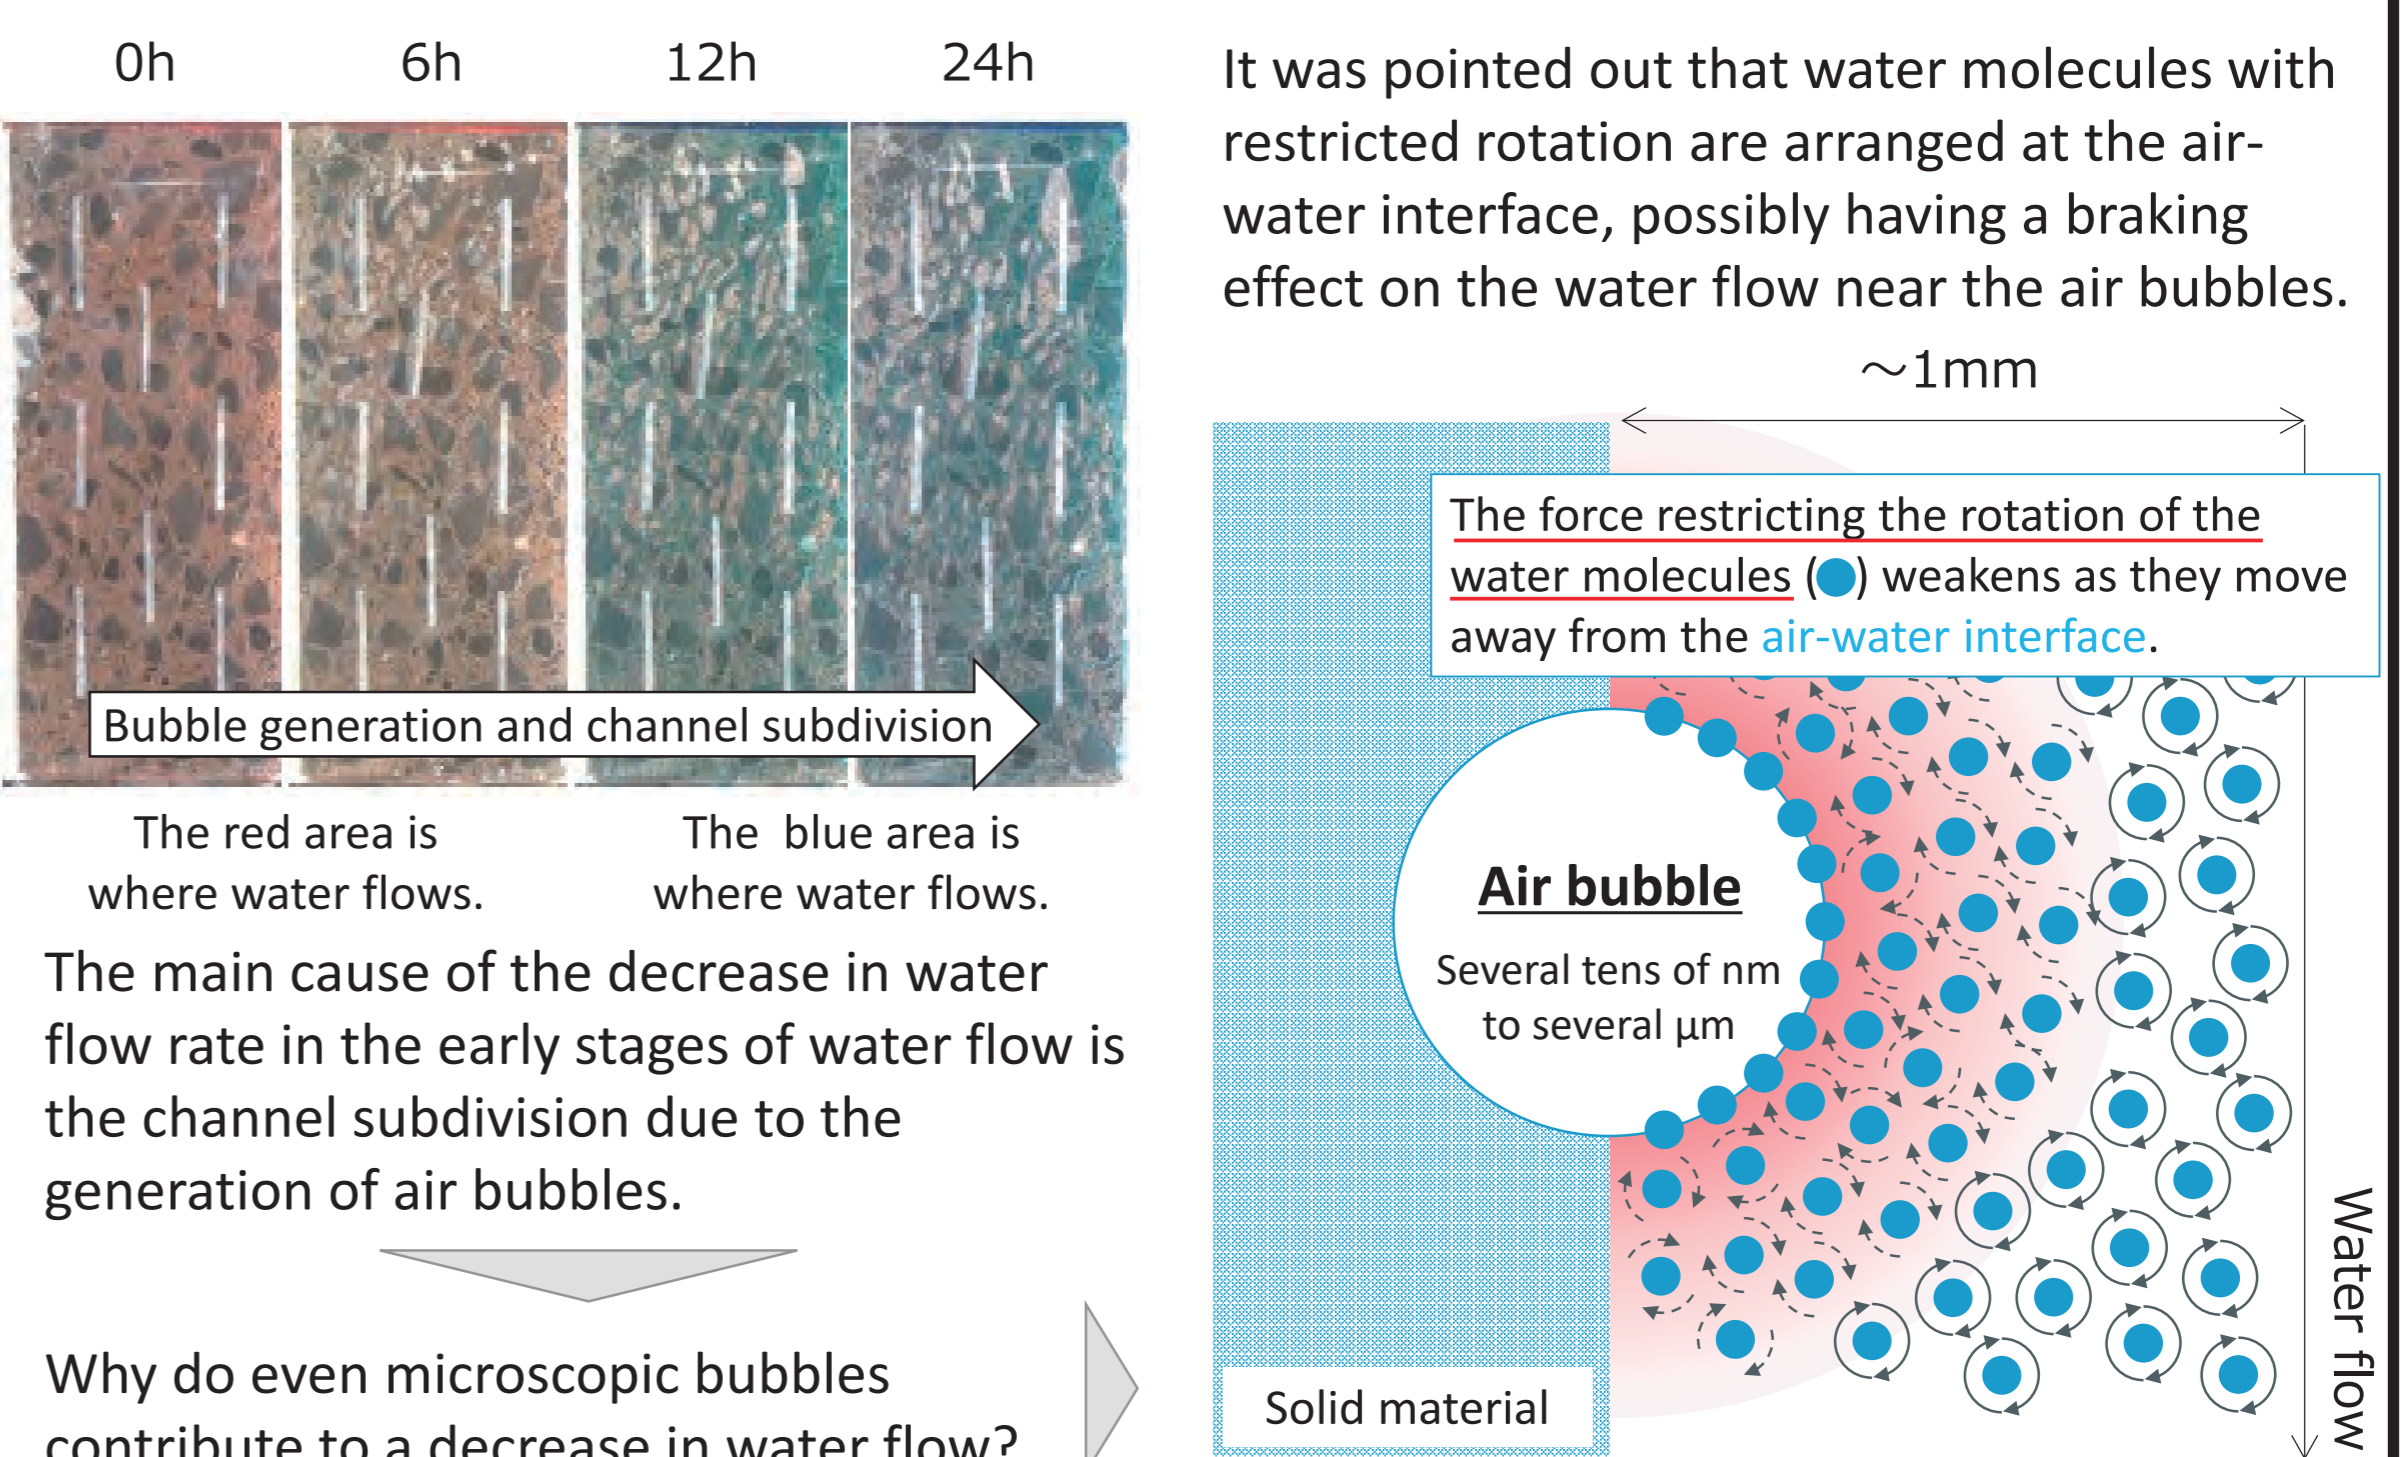 0h 6h 12h 24h
Bubble generation and channel subdivision
The red area is
where water flows.
The blue area is
where water flows.
The main cause of the decrease in water
flow rate in the early stages of water flow is
the channel subdivision due to the
generation of air bubbles.
Why do even microscopic bubbles
contribute to a decrease in water flow?
It was pointed out that water molecules with
restricted rotation are arranged at the air-
water interface, possibly having a braking
effect on the water flow near the air bubbles.
～1mm
The force restricting the rotation of the
water molecules (●) weakens as they move
away from the air-water interface.
Air bubble
Several tens of nm
to several μm
Solid material
Water flow